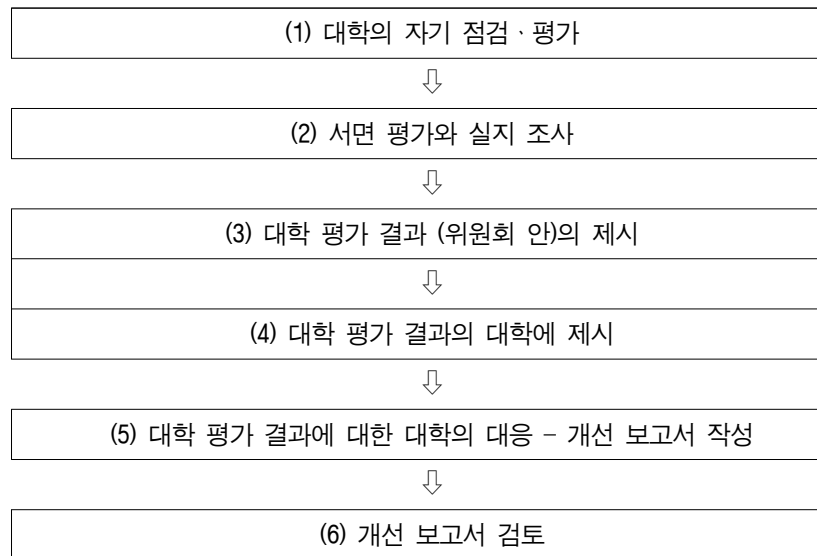 (1) 대학의 자기 점검 · 평가
⇩
(2) 서면 평가와 실지 조사
⇩
(3) 대학 평가 결과 (위원회 안)의 제시
⇩
(4) 대학 평가 결과의 대학에 제시
⇩
(5) 대학 평가 결과에 대한 대학의 대응 – 개선 보고서 작성
⇩
(6) 개선 보고서 검토